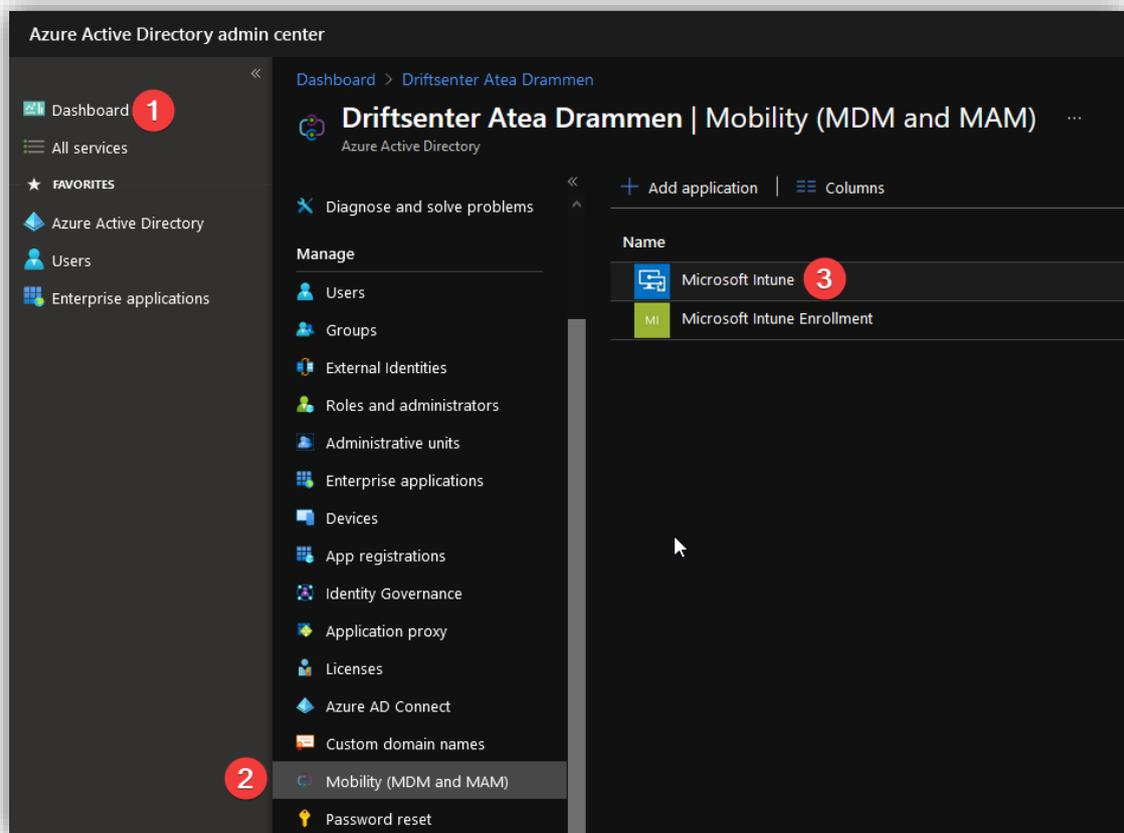 Azure Active Directory admin center
«
Dashboard 1
All services
★ FAVORITES
Azure Active Directory
Users
Enterprise applications
Dashboard > Driftsenter Atea Drammen
Driftsenter Atea Drammen | Mobility (MDM and MAM) ...
Azure Active Directory
«
Diagnose and solve problems
Manage
Users
Groups
External Identities
Roles and administrators
Administrative units
Enterprise applications
Devices
App registrations
Identity Governance
Application proxy
Licenses
Azure AD Connect
Custom domain names
2 Mobility (MDM and MAM)
Password reset
+ Add application | Columns
Name
Microsoft Intune 3
MI Microsoft Intune Enrollment